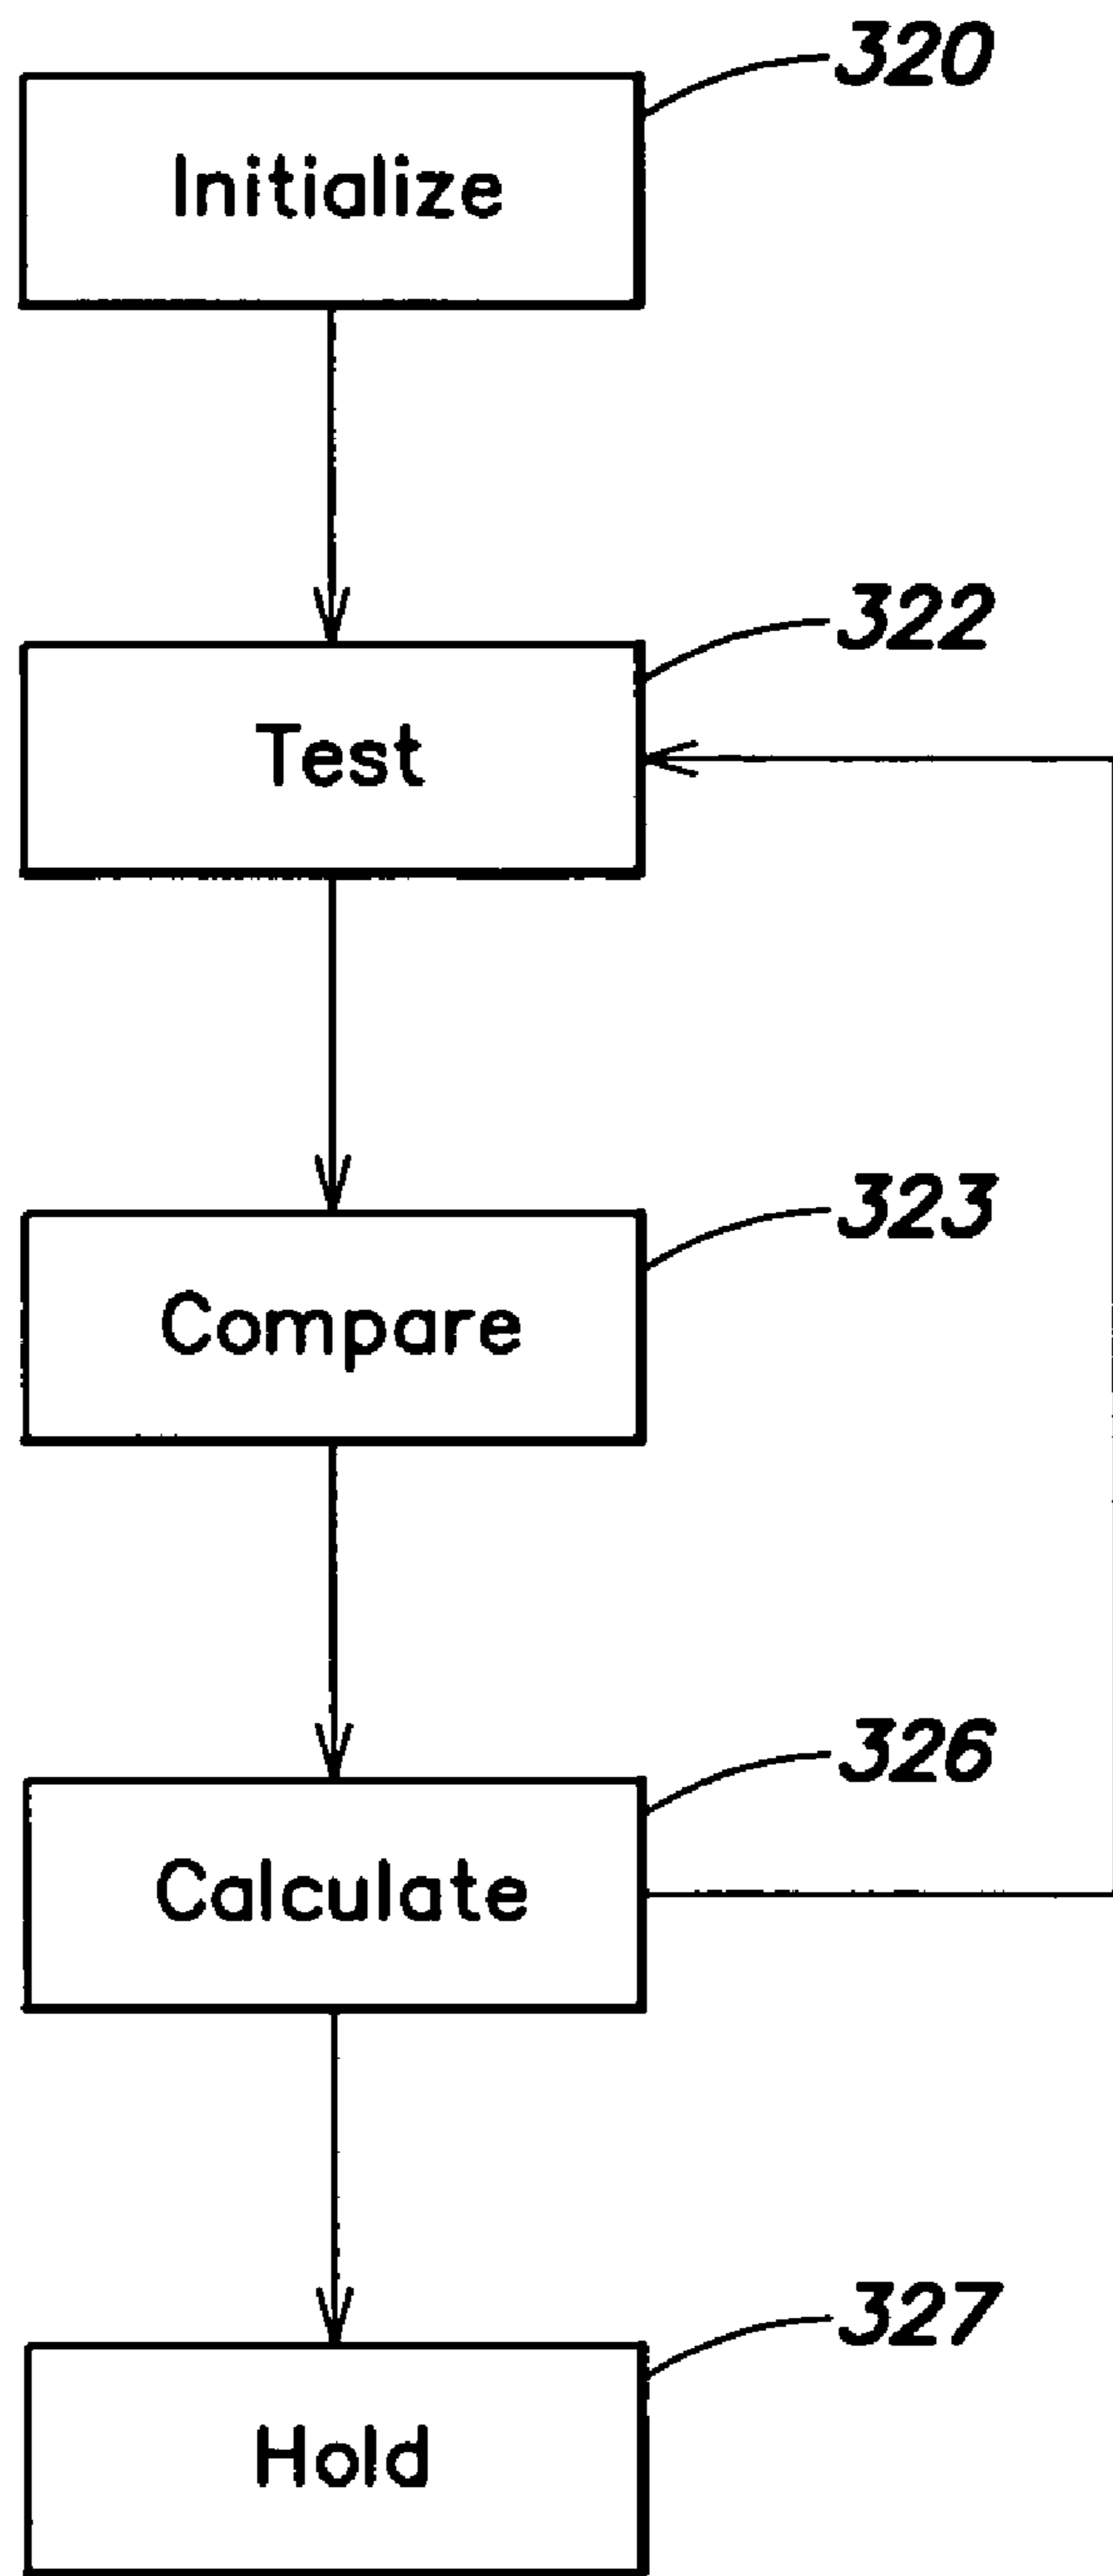 320
Initialize
322
Test
323
Compare
326
Calculate
327
Hold